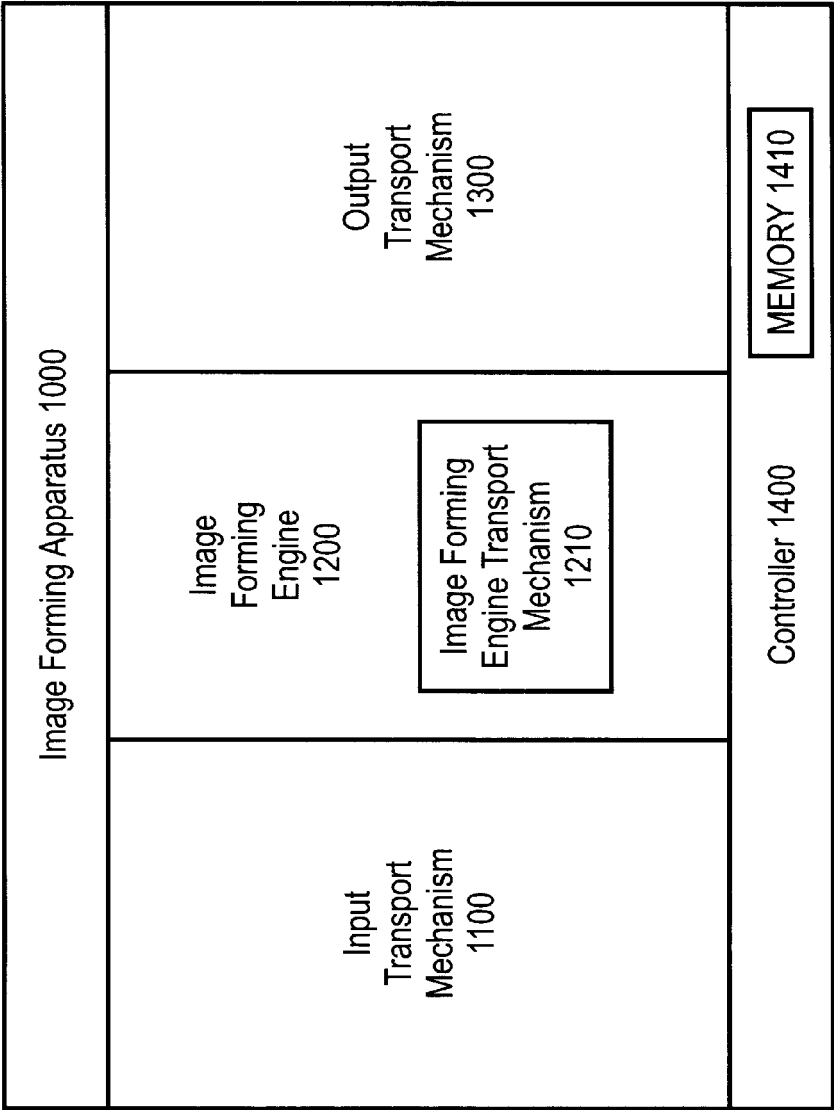 Image Forming Apparatus 1000
Input
Transport
Mechanism
1100
Image
Forming
Engine
1200
Image Forming
Engine Transport
Mechanism
1210
Output
Transport
Mechanism
1300
Controller 1400
MEMORY 1410